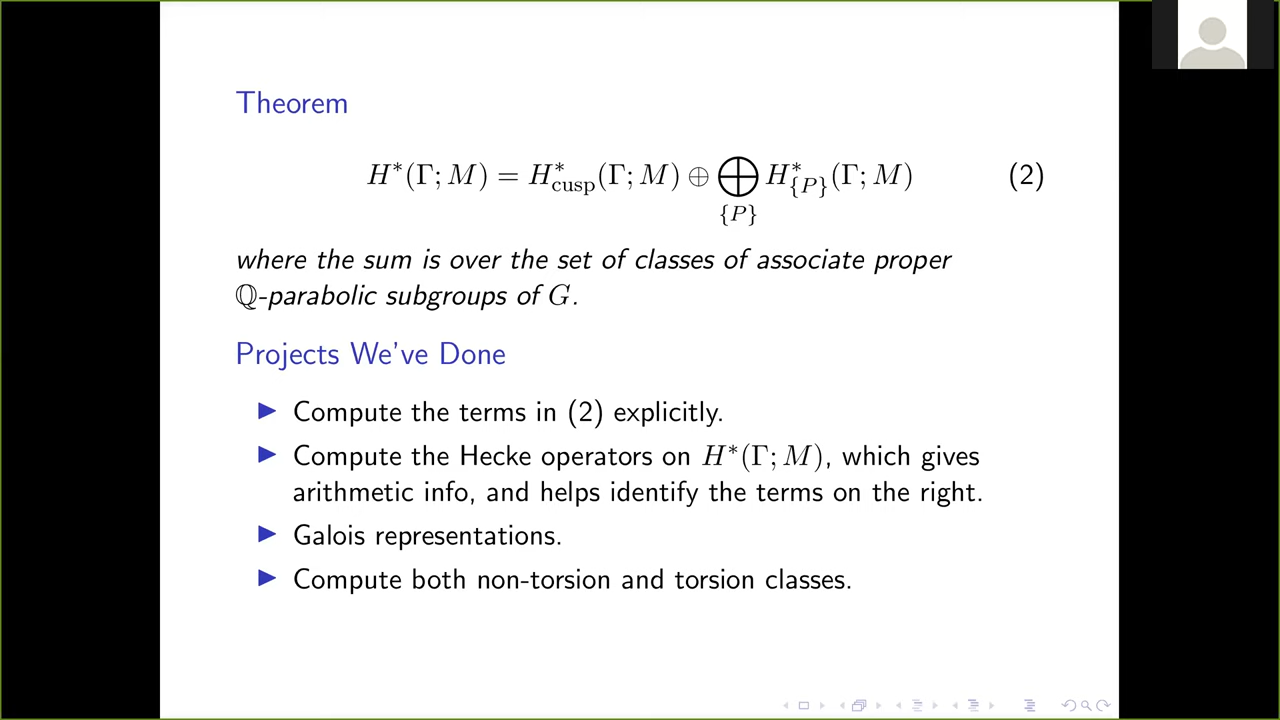 Theorem
H*(Γ; M) = H*cusp(Γ; M) ⊕ ⨁{P} H*{P}(Γ; M) (2)
where the sum is over the set of classes of associate proper
ℚ-parabolic subgroups of G.
Projects We've Done
▶ Compute the terms in (2) explicitly.
▶ Compute the Hecke operators on H*(Γ; M), which gives
arithmetic info, and helps identify the terms on the right.
▶ Galois representations.
▶ Compute both non-torsion and torsion classes.